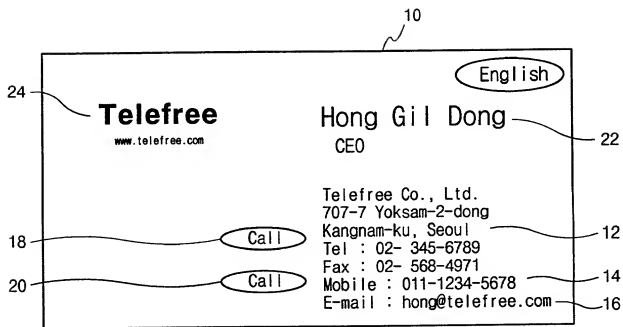 10
English
24
Telefree
www.telefree.com
Hong Gil Dong
22
CEO
Telefree Co., Ltd.
707-7 Yoksam-2-dong
Kangnam-ku, Seoul
12
18
Call
Tel : 02- 345-6789
Fax : 02- 568-4971
20
Call
Mobile : 011-1234-5678
14
E-mail : hong@telefree.com
16